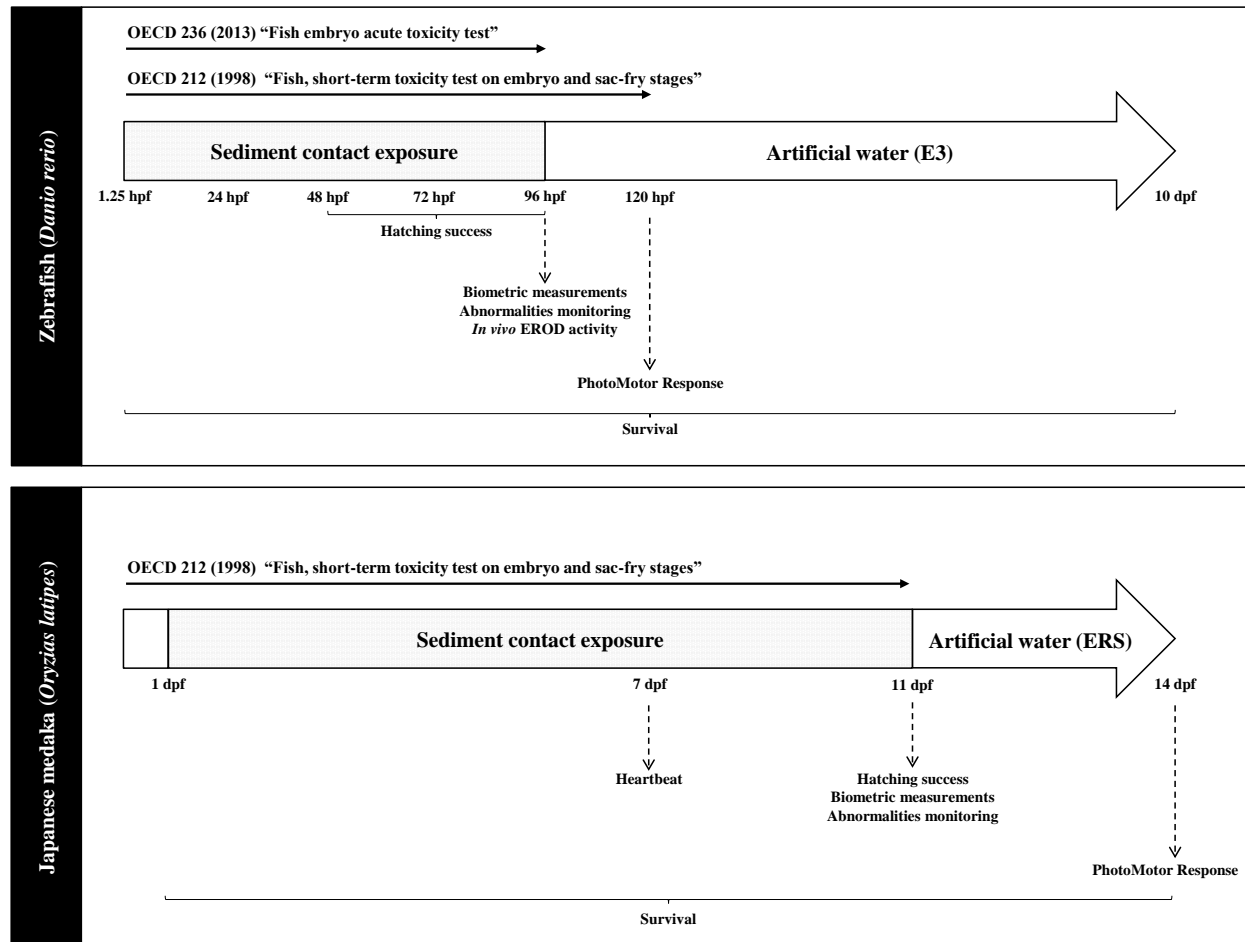 Zebrafish (Danio rerio)
OECD 236 (2013) “Fish embryo acute toxicity test”
OECD 212 (1998) “Fish, short-term toxicity test on embryo and sac-fry stages”
Sediment contact exposure
Artificial water (E3)
1.25 hpf
24 hpf
48 hpf
72 hpf
96 hpf
120 hpf
10 dpf
Hatching success
Biometric measurements
Abnormalities monitoring
In vivo EROD activity
PhotoMotor Response
Survival
Japanese medaka (Oryzias latipes)
OECD 212 (1998) “Fish, short-term toxicity test on embryo and sac-fry stages”
Sediment contact exposure
Artificial water (ERS)
1 dpf
7 dpf
11 dpf
14 dpf
Heartbeat
Hatching success
Biometric measurements
Abnormalities monitoring
PhotoMotor Response
Survival